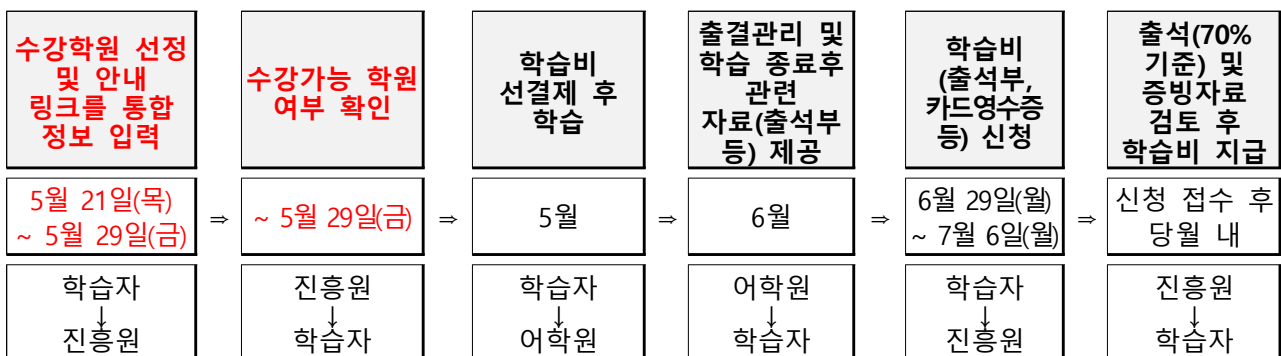 수강학원 선정
및 안내
링크를 통합
정보 입력
수강가능 학원
여부 확인
학습비
선결제 후
학습
출결관리 및
학습 종료후
관련
자료(출석부
등) 제공
학습비
(출석부,
카드영수증
등) 신청
출석(70%
기준) 및
증빙자료
검토 후
학습비 지급
5월 21일(목)
~ 5월 29일(금)
⇒
~ 5월 29일(금)
⇒
5월
⇒
6월
⇒
6월 29일(월)
~ 7월 6일(월)
⇒
신청 접수 후
당월 내
학습자
↓
진흥원
진흥원
↓
학습자
학습자
↓
어학원
어학원
↓
학습자
학습자
↓
진흥원
진흥원
↓
학습자